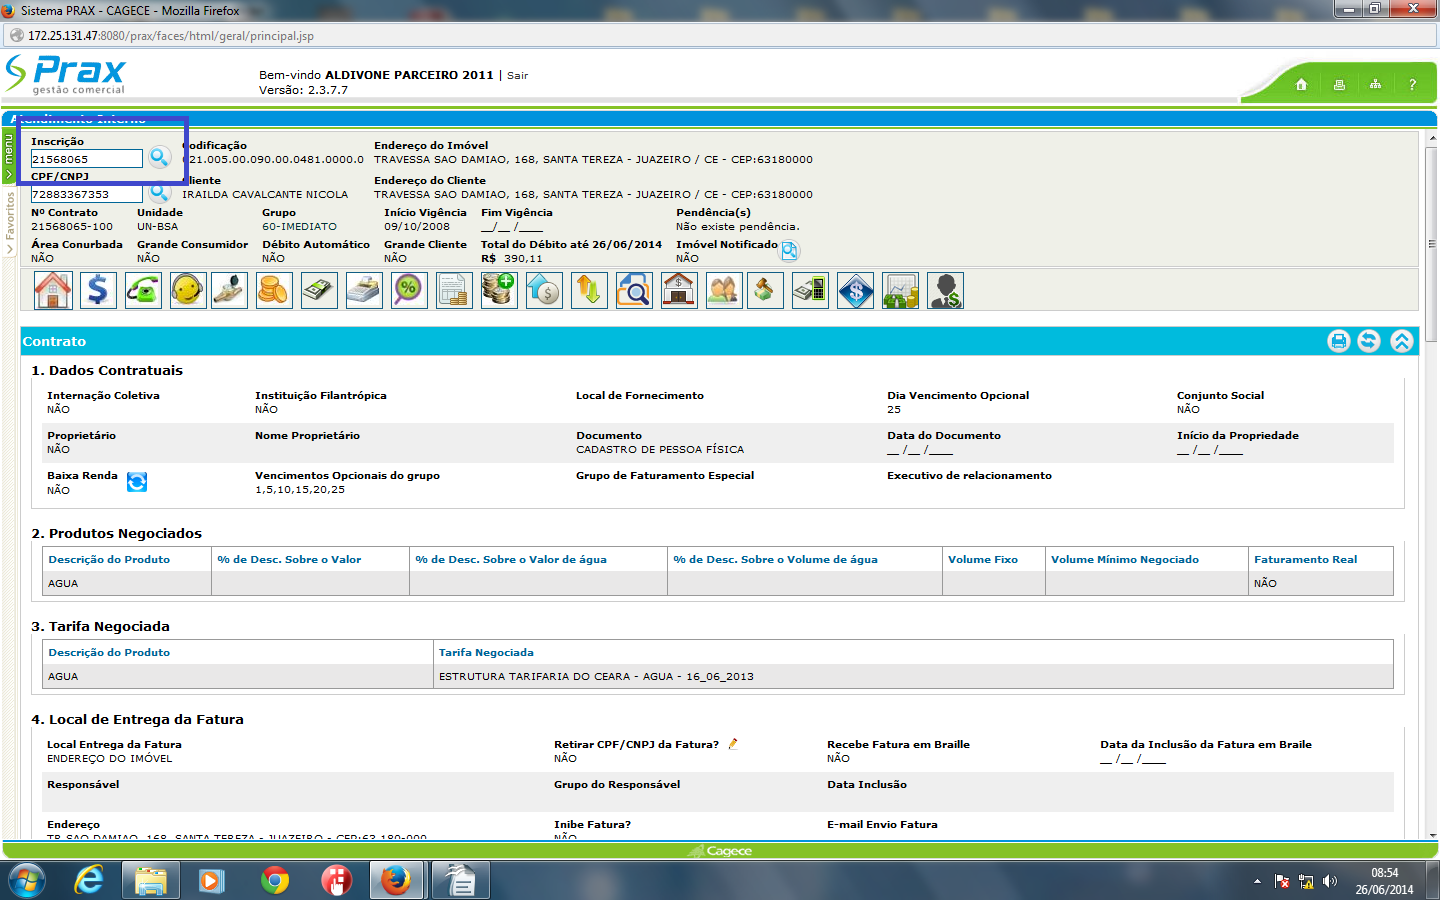 Sistema PRAX - CAGECE - Mozilla Firefox
172.25.131.47:8080/prax/faces/html/geral/principal.jsp
Prax
gestão comercial
Bem-vindo ALDIVONE PARCEIRO 2011 | Sair
Versão: 2.3.7.7
?
Atendimento Interno
menu
Favoritos
Inscrição Codificação Endereço do Imóvel
21568065 021.005.00.090.00.0481.0000.0 TRAVESSA SAO DAMIAO, 168, SANTA TEREZA - JUAZEIRO / CE - CEP:63180000
CPF/CNPJ Cliente Endereço do Cliente
72883367353 IRAILDA CAVALCANTE NICOLA TRAVESSA SAO DAMIAO, 168, SANTA TEREZA - JUAZEIRO / CE - CEP:63180000
Nº Contrato Unidade Grupo Início Vigência Fim Vigência Pendência(s)
21568065-100 UN-BSA 60-IMEDIATO 09/10/2008 __/__ /____ Não existe pendência.
Área Conurbada Grande Consumidor Débito Automático Grande Cliente Total do Débito até 26/06/2014 Imóvel Notificado
NÃO NÃO NÃO NÃO R$ 390,11 NÃO
Contrato
1. Dados Contratuais
Internação Coletiva Instituição Filantrópica Local de Fornecimento Dia Vencimento Opcional Conjunto Social
NÃO NÃO 25 NÃO
Proprietário Nome Proprietário Documento Data do Documento Início da Propriedade
NÃO CADASTRO DE PESSOA FÍSICA __ /__ /____ __ /__ /____
Baixa Renda Vencimentos Opcionais do grupo Grupo de Faturamento Especial Executivo de relacionamento
NÃO 1,5,10,15,20,25
2. Produtos Negociados
Descrição do Produto % de Desc. Sobre o Valor % de Desc. Sobre o Valor de água % de Desc. Sobre o Volume de água Volume Fixo Volume Mínimo Negociado Faturamento Real
AGUA NÃO
3. Tarifa Negociada
Descrição do Produto Tarifa Negociada
AGUA ESTRUTURA TARIFARIA DO CEARA - AGUA - 16_06_2013
4. Local de Entrega da Fatura
Local Entrega da Fatura Retirar CPF/CNPJ da Fatura? Recebe Fatura em Braille Data da Inclusão da Fatura em Braile
ENDEREÇO DO IMÓVEL NÃO NÃO __ /__ /____
Responsável Grupo do Responsável Data Inclusão
Endereço Inibe Fatura? E-mail Envio Fatura
TR SAO DAMIAO, 168, SANTA TEREZA - JUAZEIRO - CEP:63.180-000 NÃO
Cagece
08:54
26/06/2014